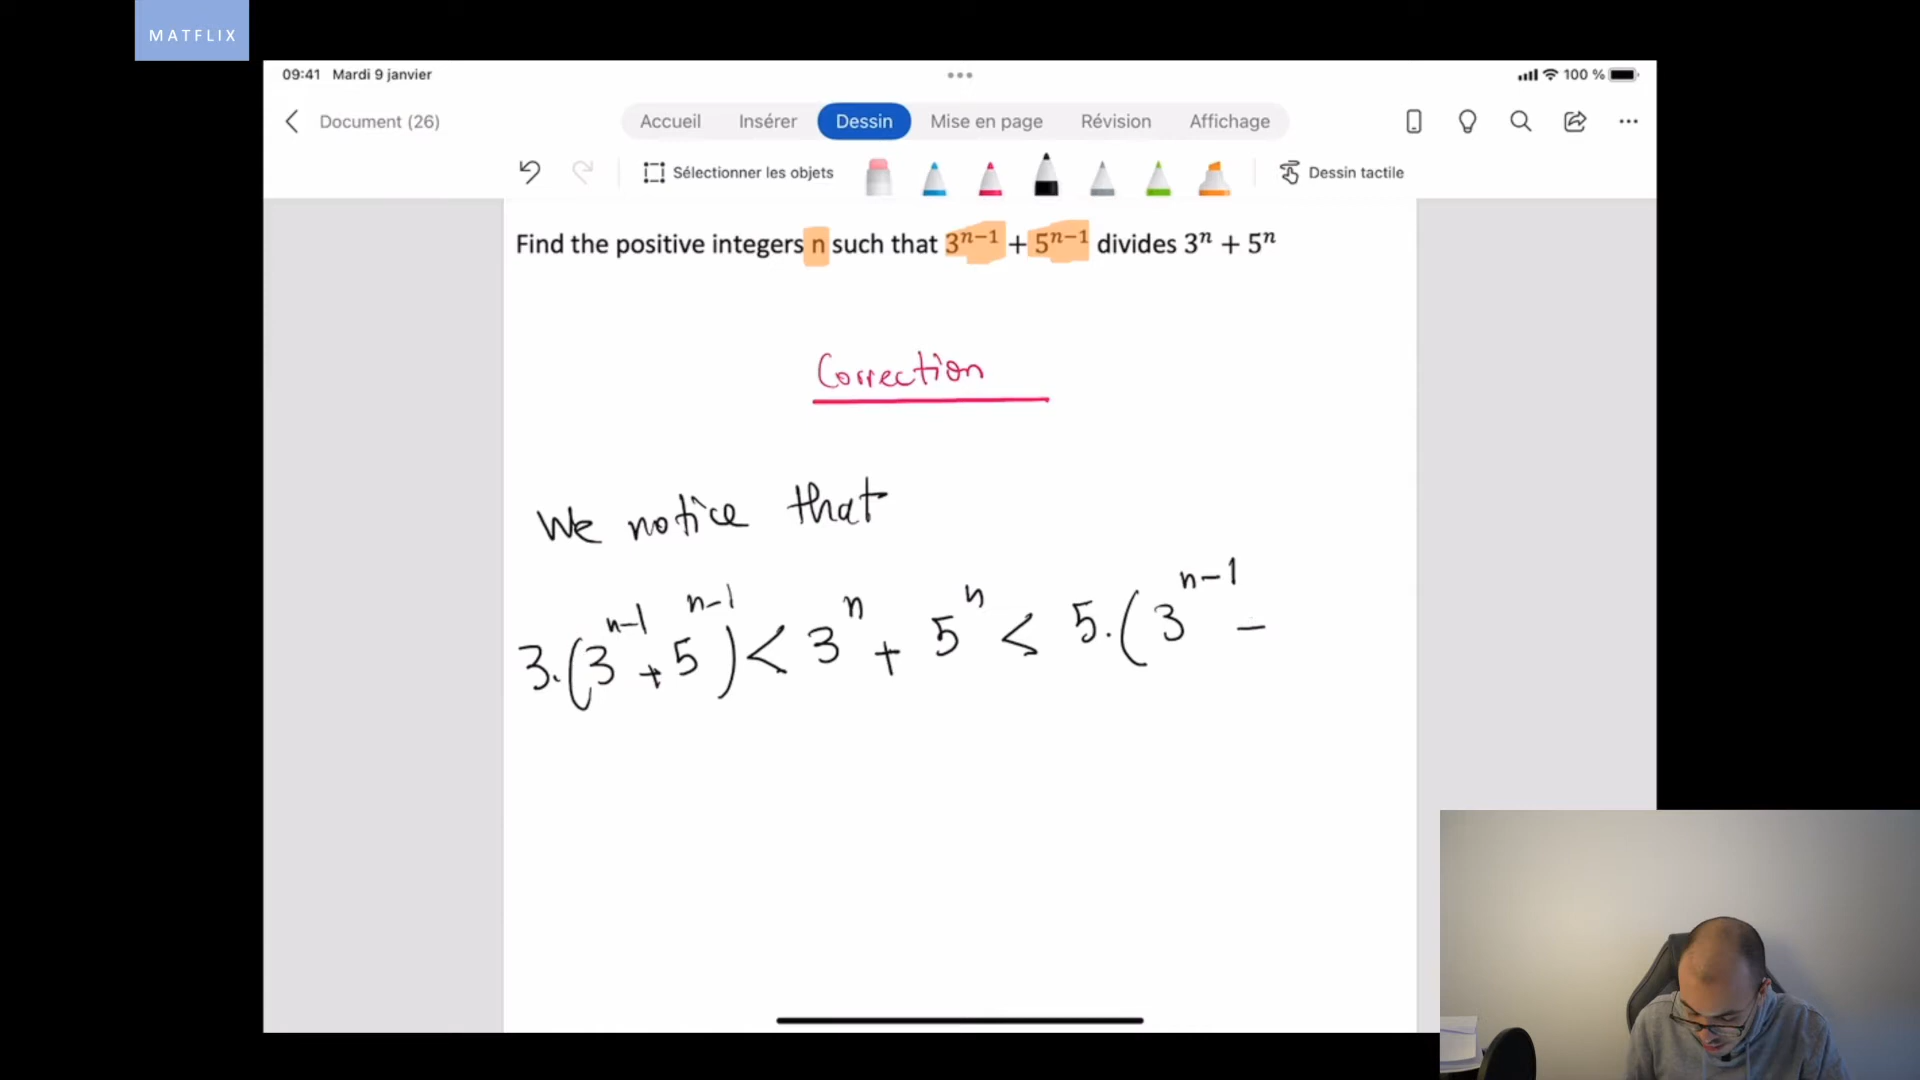 MATFLIX
09:41 Mardi 9 janvier
100 %
Document (26)
Accueil Insérer Dessin Mise en page Révision Affichage
Sélectionner les objets
Dessin tactile
Find the positive integers n such that 3^{n−1} + 5^{n−1} divides 3^n + 5^n
Correction
We notice that
3.(3^{n-1} + 5^{n-1}) < 3^n + 5^n < 5.(3^{n-1} –